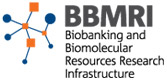 BBMRI
Biobanking and
Biomolecular
Resources Research
Infrastructure